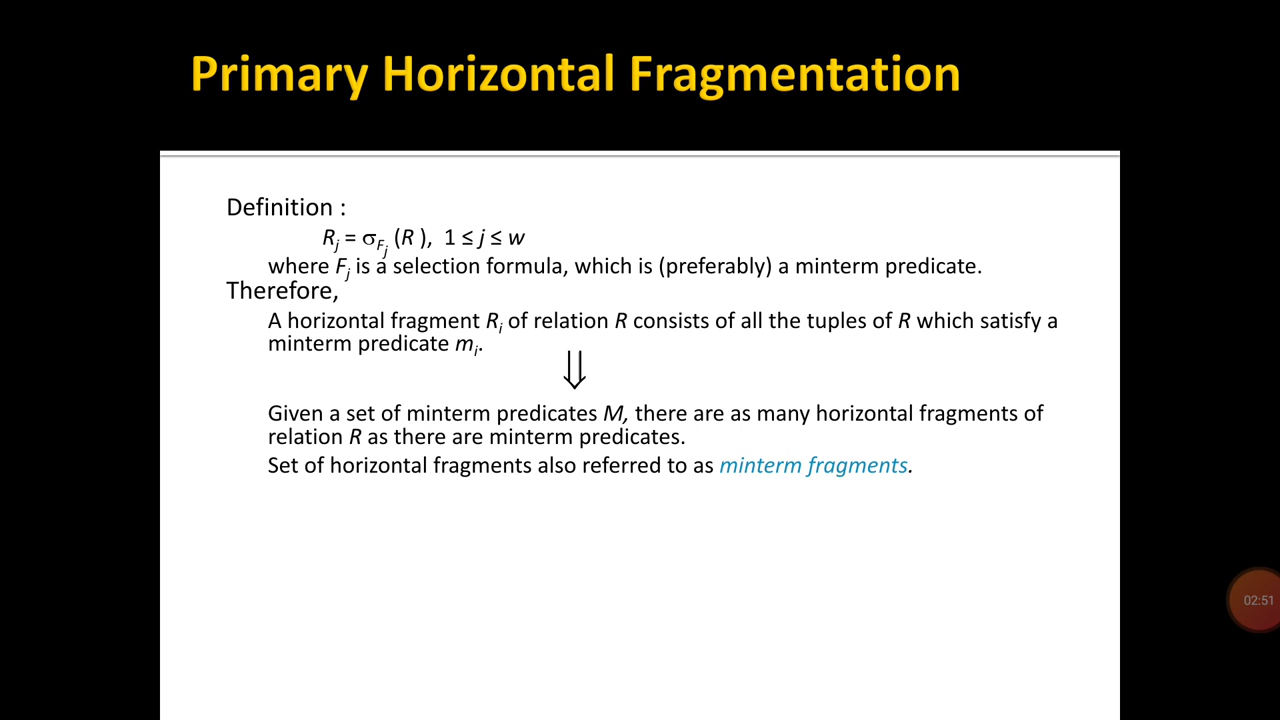 Primary Horizontal Fragmentation
Definition :
Rj = σFj (R ), 1 ≤ j ≤ w
where Fj is a selection formula, which is (preferably) a minterm predicate.
Therefore,
A horizontal fragment Ri of relation R consists of all the tuples of R which satisfy a
minterm predicate mi.
⇓
Given a set of minterm predicates M, there are as many horizontal fragments of
relation R as there are minterm predicates.
Set of horizontal fragments also referred to as minterm fragments.
02:51